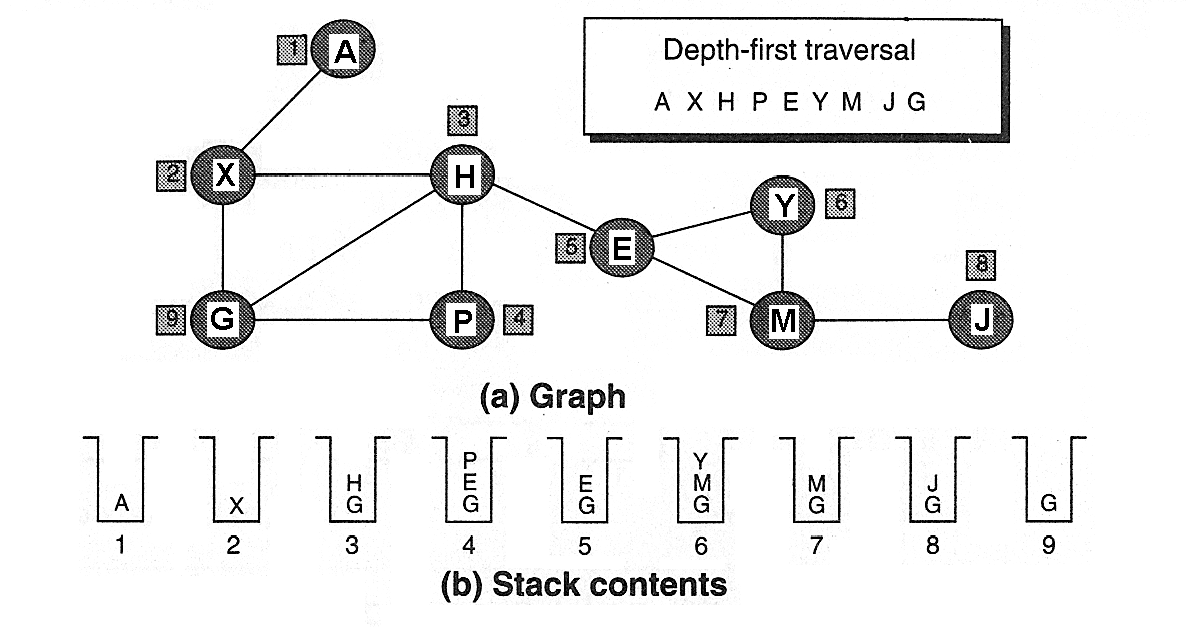 1 A
Depth-first traversal
A X H P E Y M J G
3
2 X H
Y 6
5 E
8
9 G P 4 7 M J
(a) Graph
P Y
H E E M M J
A X G G G G G G G
1 2 3 4 5 6 7 8 9
(b) Stack contents